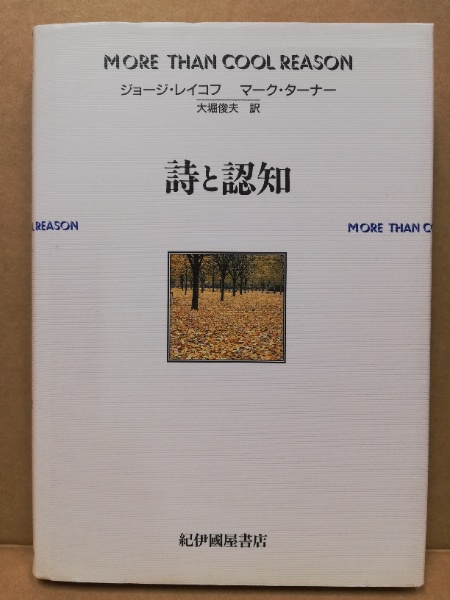 MORE THAN COOL REASON
ジョージ・レイコフ マーク・ターナー
大堀俊夫 訳
詩と認知
REASON
MORE THAN C
紀伊國屋書店